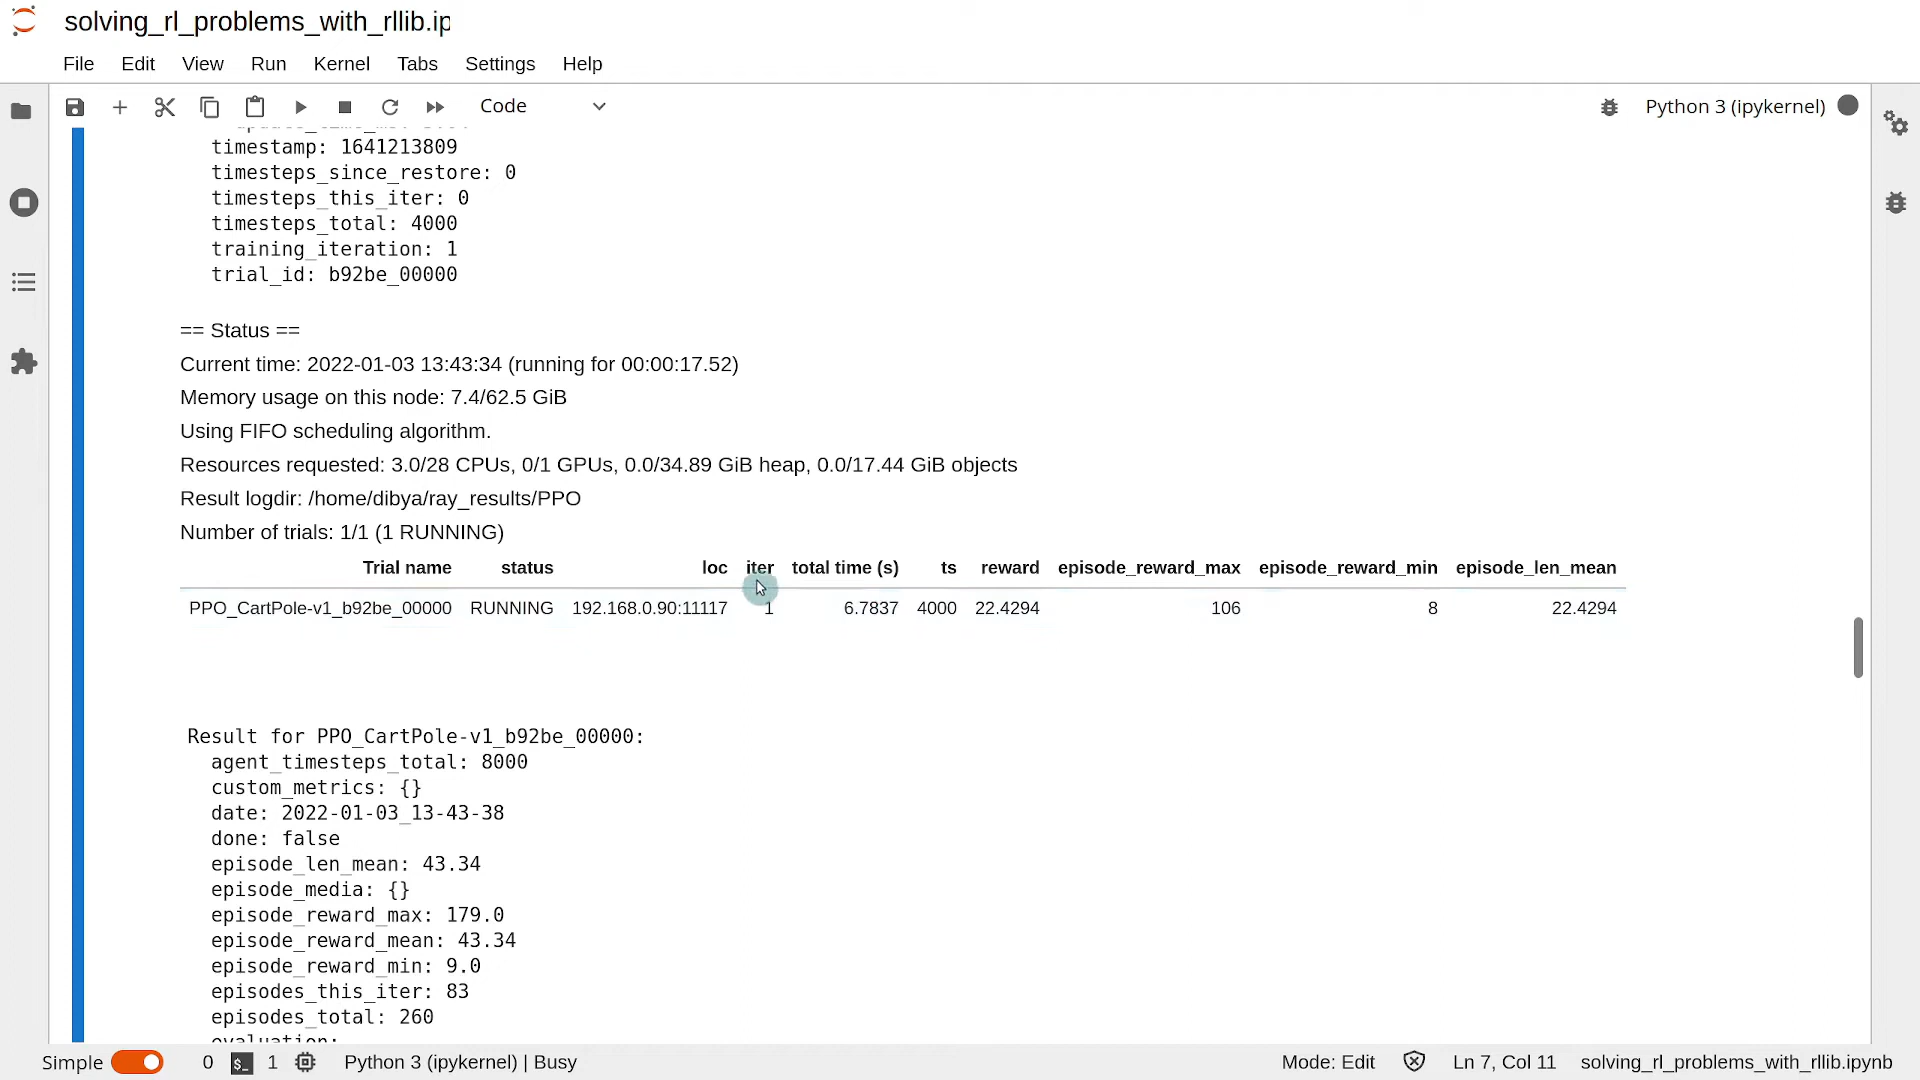 solving_rl_problems_with_rllib.ip
File Edit View Run Kernel Tabs Settings Help
Code
Python 3 (ipykernel)
timestamp: 1641213809
timesteps_since_restore: 0
timesteps_this_iter: 0
timesteps_total: 4000
training_iteration: 1
trial_id: b92be_00000
== Status ==
Current time: 2022-01-03 13:43:34 (running for 00:00:17.52)
Memory usage on this node: 7.4/62.5 GiB
Using FIFO scheduling algorithm.
Resources requested: 3.0/28 CPUs, 0/1 GPUs, 0.0/34.89 GiB heap, 0.0/17.44 GiB objects
Result logdir: /home/dibya/ray_results/PPO
Number of trials: 1/1 (1 RUNNING)
Trial name status loc iter total time (s) ts reward episode_reward_max episode_reward_min episode_len_mean
PPO_CartPole-v1_b92be_00000 RUNNING 192.168.0.90:11117 1 6.7837 4000 22.4294 106 8 22.4294
Result for PPO_CartPole-v1_b92be_00000:
agent_timesteps_total: 8000
custom_metrics: {}
date: 2022-01-03_13-43-38
done: false
episode_len_mean: 43.34
episode_media: {}
episode_reward_max: 179.0
episode_reward_mean: 43.34
episode_reward_min: 9.0
episodes_this_iter: 83
episodes_total: 260
evaluation:
Simple 0 $_ 1 Python 3 (ipykernel) | Busy Mode: Edit Ln 7, Col 11 solving_rl_problems_with_rllib.ipynb